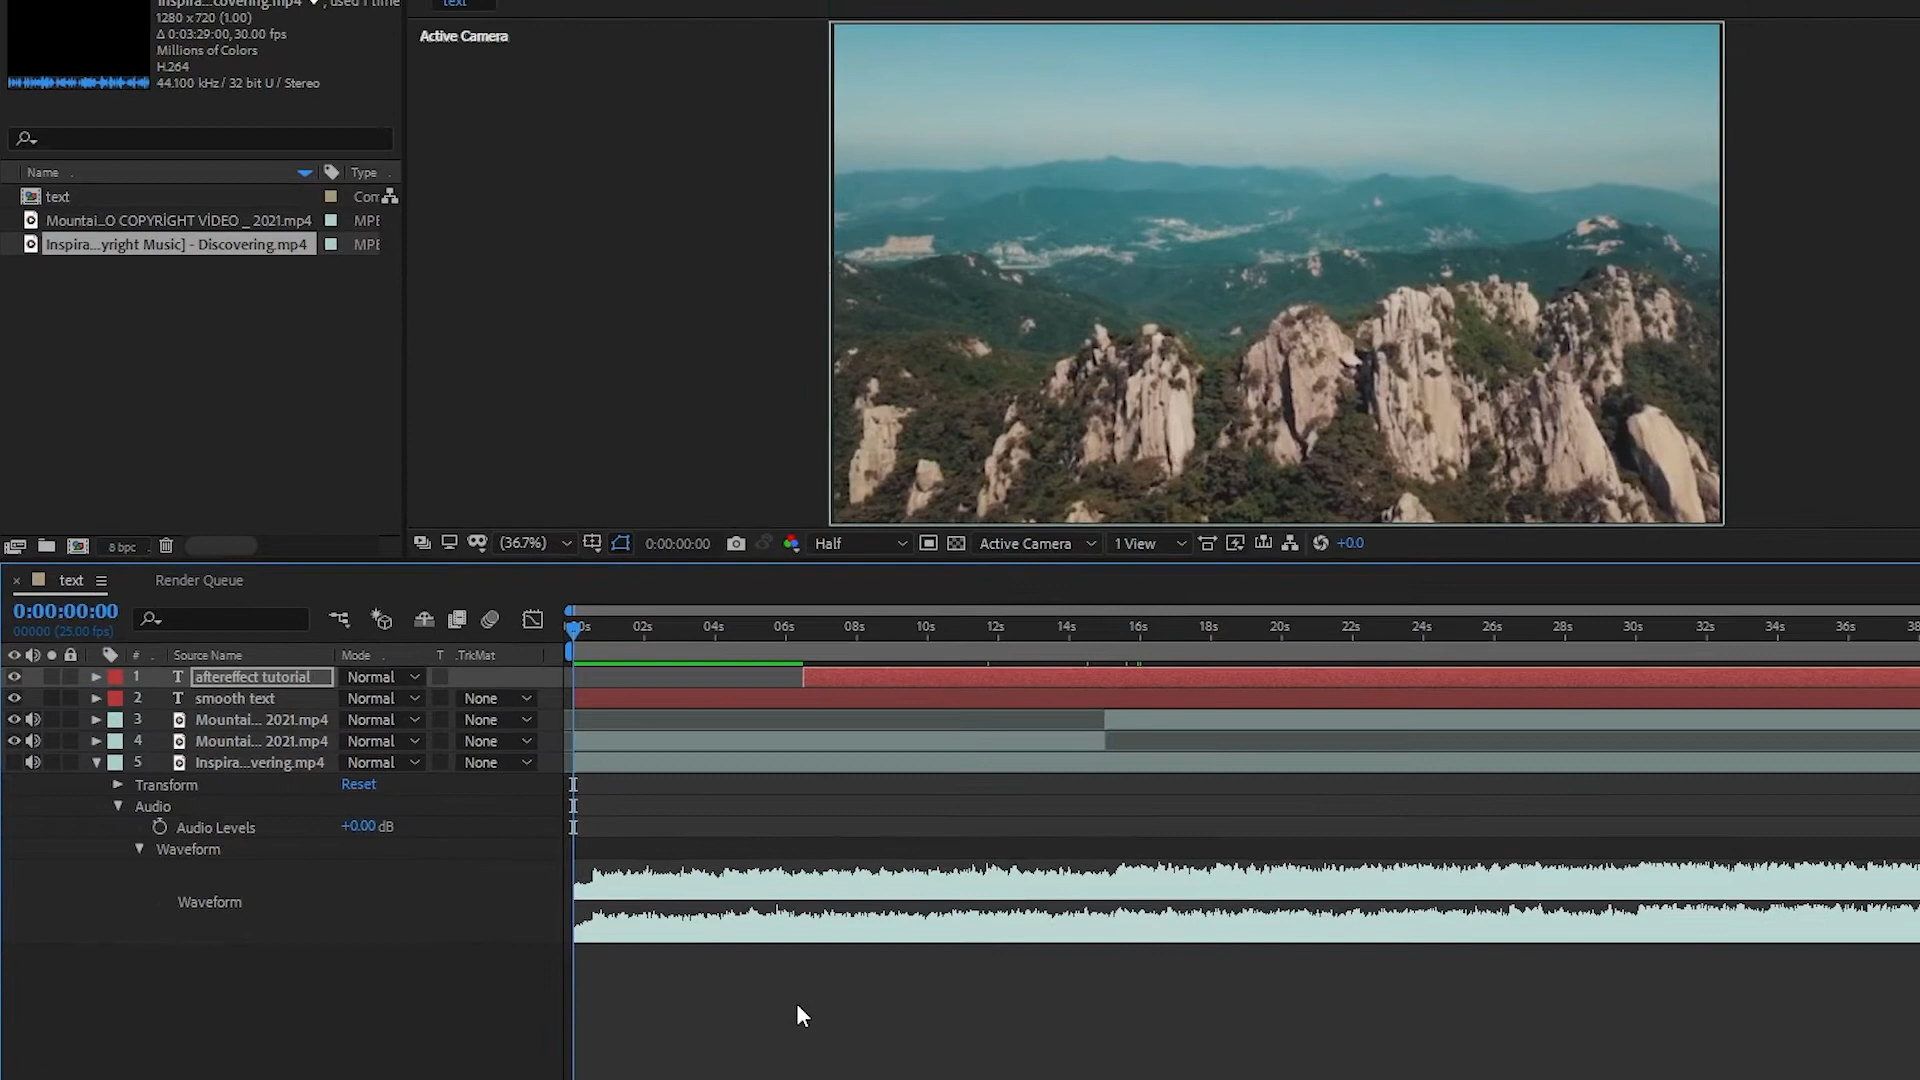 Inspira...covering.mp4 , used 1 time
1280 x 720 (1.00)
Δ 0:03:29:00, 30.00 fps
Millions of Colors
H.264
44.100 kHz / 32 bit U / Stereo
text
Active Camera
Name
Type
text
Com
Mountai...O COPYRIGHT VİDEO _ 2021.mp4
MPE
Inspira...yright Music] - Discovering.mp4
MPE
8 bpc
(36.7%)
0:00:00:00
Half
Active Camera
1 View
+0.0
text
Render Queue
0:00:00:00
00000 (25.00 fps)
02s 04s 06s 08s 10s 12s 14s 16s 18s 20s 22s 24s 26s 28s 30s 32s 34s 36s 38
# Source Name Mode T .TrkMat
1 T aftereffect tutorial Normal
2 T smooth text Normal None
3 Mountai... 2021.mp4 Normal None
4 Mountai... 2021.mp4 Normal None
5 Inspira...vering.mp4 Normal None
Transform Reset
Audio
Audio Levels +0.00 dB
Waveform
Waveform